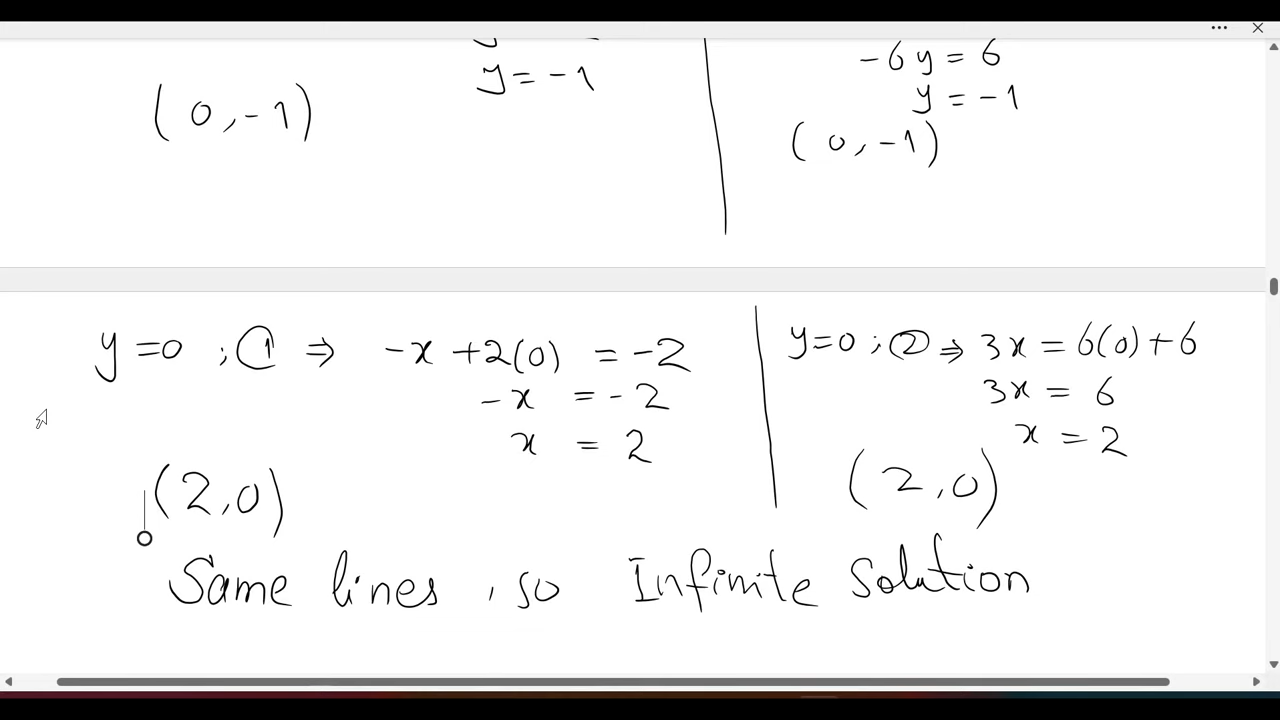 y = -1
(0, -1)
-6y = 6
y = -1
(0, -1)
y=0 ; ① ⇒ -x + 2(0) = -2
-x = -2
x = 2
(2, 0)
y=0 ; ② ⇒ 3x = 6(0) + 6
3x = 6
x = 2
(2, 0)
Same lines, so Infinite Solution